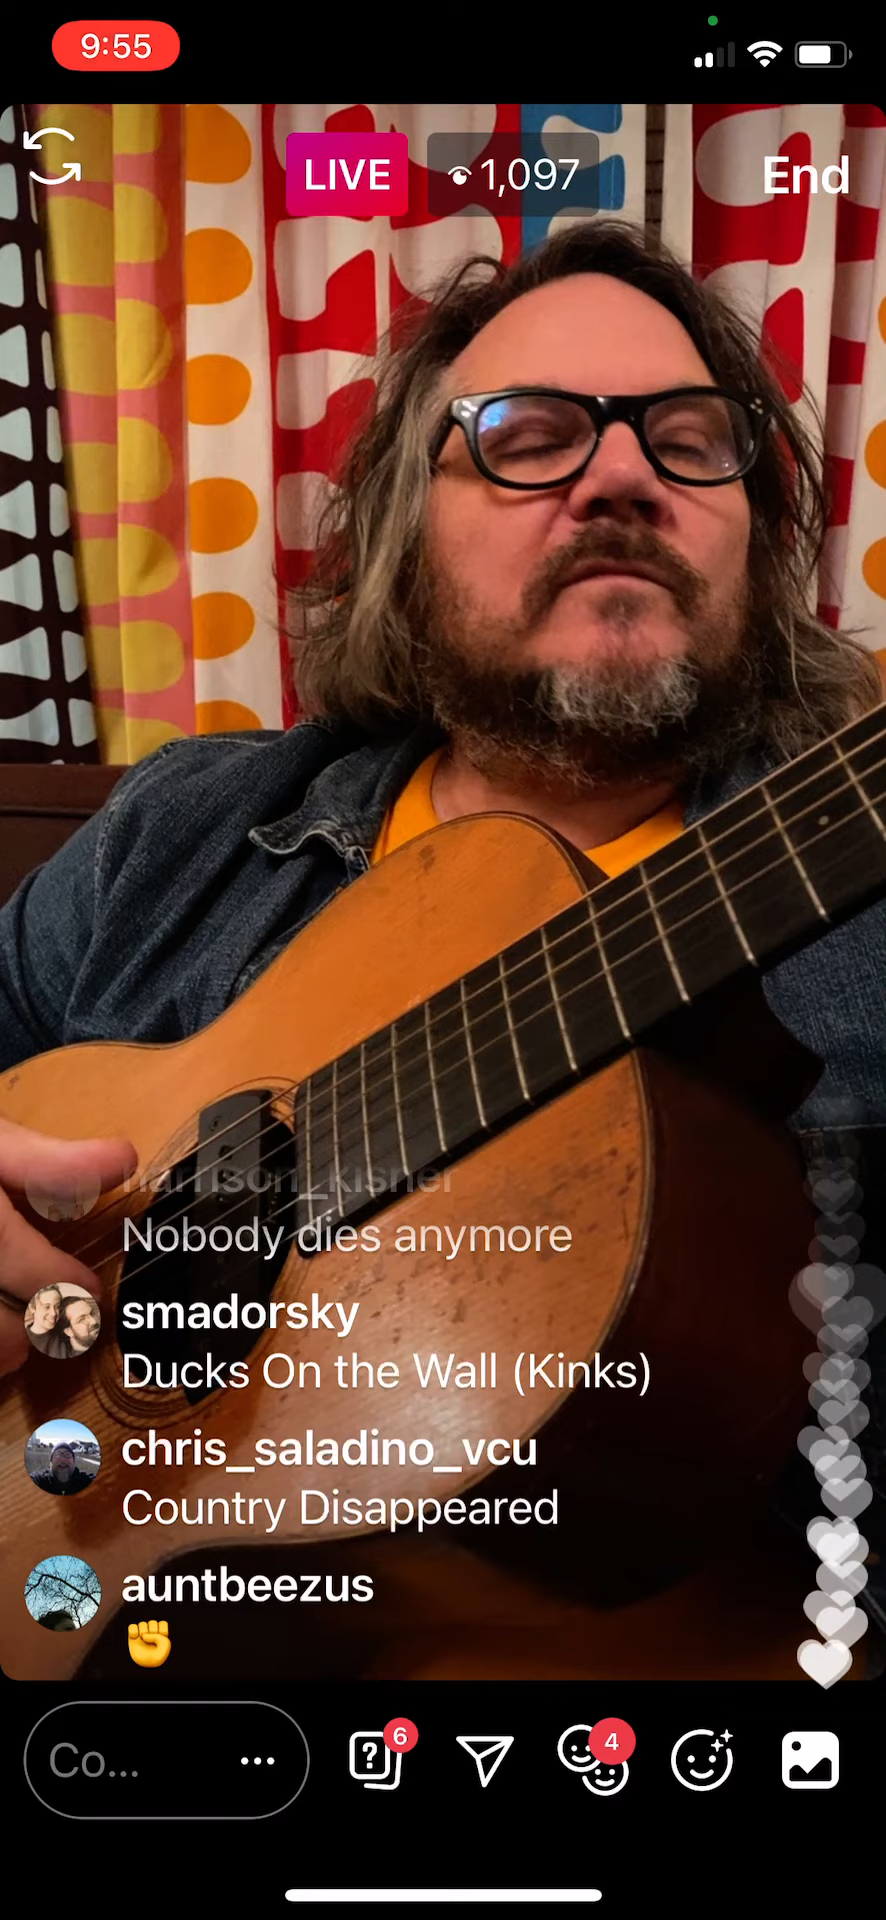 9:55
LIVE 1,097 End
harrison_kisner
Nobody dies anymore
smadorsky
Ducks On the Wall (Kinks)
chris_saladino_vcu
Country Disappeared
auntbeezus
✊
Co... ...
?
6
4